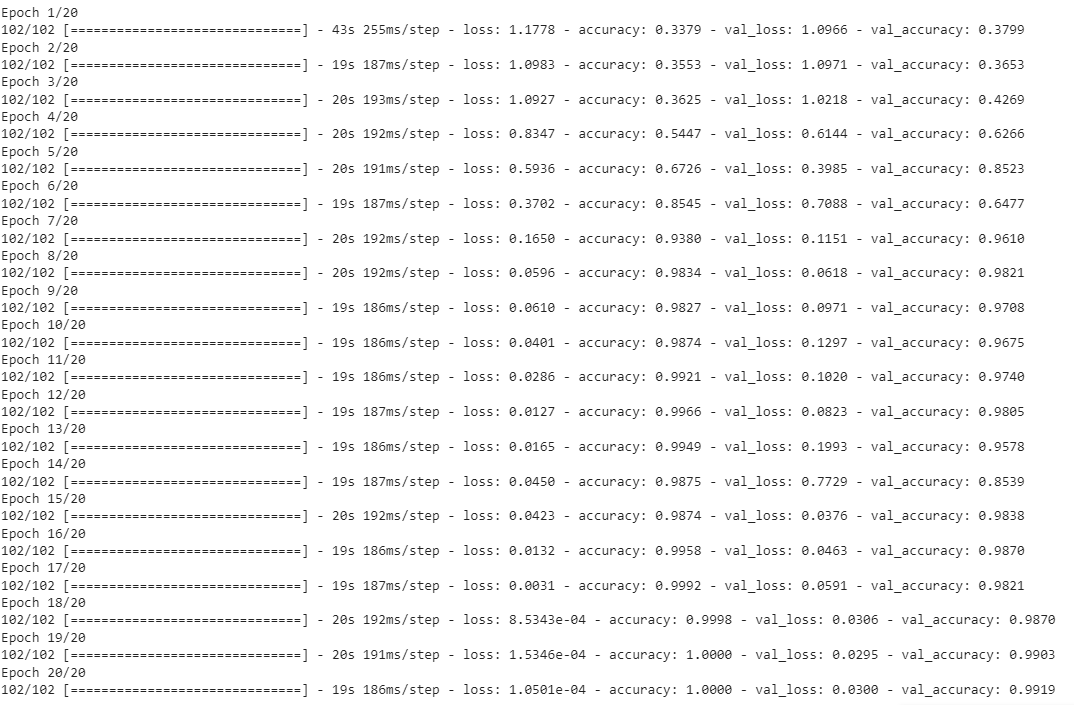 Epoch 1/20
102/102 [==============================] - 43s 255ms/step - loss: 1.1778 - accuracy: 0.3379 - val_loss: 1.0966 - val_accuracy: 0.3799
Epoch 2/20
102/102 [==============================] - 19s 187ms/step - loss: 1.0983 - accuracy: 0.3553 - val_loss: 1.0971 - val_accuracy: 0.3653
Epoch 3/20
102/102 [==============================] - 20s 193ms/step - loss: 1.0927 - accuracy: 0.3625 - val_loss: 1.0218 - val_accuracy: 0.4269
Epoch 4/20
102/102 [==============================] - 20s 192ms/step - loss: 0.8347 - accuracy: 0.5447 - val_loss: 0.6144 - val_accuracy: 0.6266
Epoch 5/20
102/102 [==============================] - 20s 191ms/step - loss: 0.5936 - accuracy: 0.6726 - val_loss: 0.3985 - val_accuracy: 0.8523
Epoch 6/20
102/102 [==============================] - 19s 187ms/step - loss: 0.3702 - accuracy: 0.8545 - val_loss: 0.7088 - val_accuracy: 0.6477
Epoch 7/20
102/102 [==============================] - 20s 192ms/step - loss: 0.1650 - accuracy: 0.9380 - val_loss: 0.1151 - val_accuracy: 0.9610
Epoch 8/20
102/102 [==============================] - 20s 192ms/step - loss: 0.0596 - accuracy: 0.9834 - val_loss: 0.0618 - val_accuracy: 0.9821
Epoch 9/20
102/102 [==============================] - 19s 186ms/step - loss: 0.0610 - accuracy: 0.9827 - val_loss: 0.0971 - val_accuracy: 0.9708
Epoch 10/20
102/102 [==============================] - 19s 186ms/step - loss: 0.0401 - accuracy: 0.9874 - val_loss: 0.1297 - val_accuracy: 0.9675
Epoch 11/20
102/102 [==============================] - 19s 186ms/step - loss: 0.0286 - accuracy: 0.9921 - val_loss: 0.1020 - val_accuracy: 0.9740
Epoch 12/20
102/102 [==============================] - 19s 187ms/step - loss: 0.0127 - accuracy: 0.9966 - val_loss: 0.0823 - val_accuracy: 0.9805
Epoch 13/20
102/102 [==============================] - 19s 186ms/step - loss: 0.0165 - accuracy: 0.9949 - val_loss: 0.1993 - val_accuracy: 0.9578
Epoch 14/20
102/102 [==============================] - 19s 187ms/step - loss: 0.0450 - accuracy: 0.9875 - val_loss: 0.7729 - val_accuracy: 0.8539
Epoch 15/20
102/102 [==============================] - 20s 192ms/step - loss: 0.0423 - accuracy: 0.9874 - val_loss: 0.0376 - val_accuracy: 0.9838
Epoch 16/20
102/102 [==============================] - 19s 186ms/step - loss: 0.0132 - accuracy: 0.9958 - val_loss: 0.0463 - val_accuracy: 0.9870
Epoch 17/20
102/102 [==============================] - 19s 187ms/step - loss: 0.0031 - accuracy: 0.9992 - val_loss: 0.0591 - val_accuracy: 0.9821
Epoch 18/20
102/102 [==============================] - 20s 192ms/step - loss: 8.5343e-04 - accuracy: 0.9998 - val_loss: 0.0306 - val_accuracy: 0.9870
Epoch 19/20
102/102 [==============================] - 20s 191ms/step - loss: 1.5346e-04 - accuracy: 1.0000 - val_loss: 0.0295 - val_accuracy: 0.9903
Epoch 20/20
102/102 [==============================] - 19s 186ms/step - loss: 1.0501e-04 - accuracy: 1.0000 - val_loss: 0.0300 - val_accuracy: 0.9919